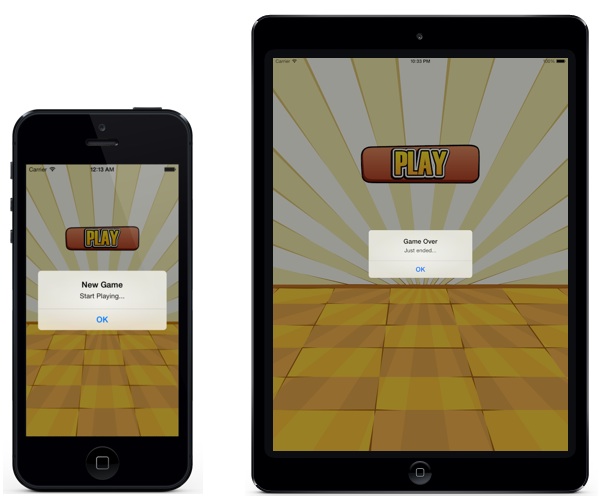 Carrier 12:13 AM
PLAY
New Game
Start Playing...
OK
Carrier 10:33 PM 100%
PLAY
Game Over
Just ended...
OK